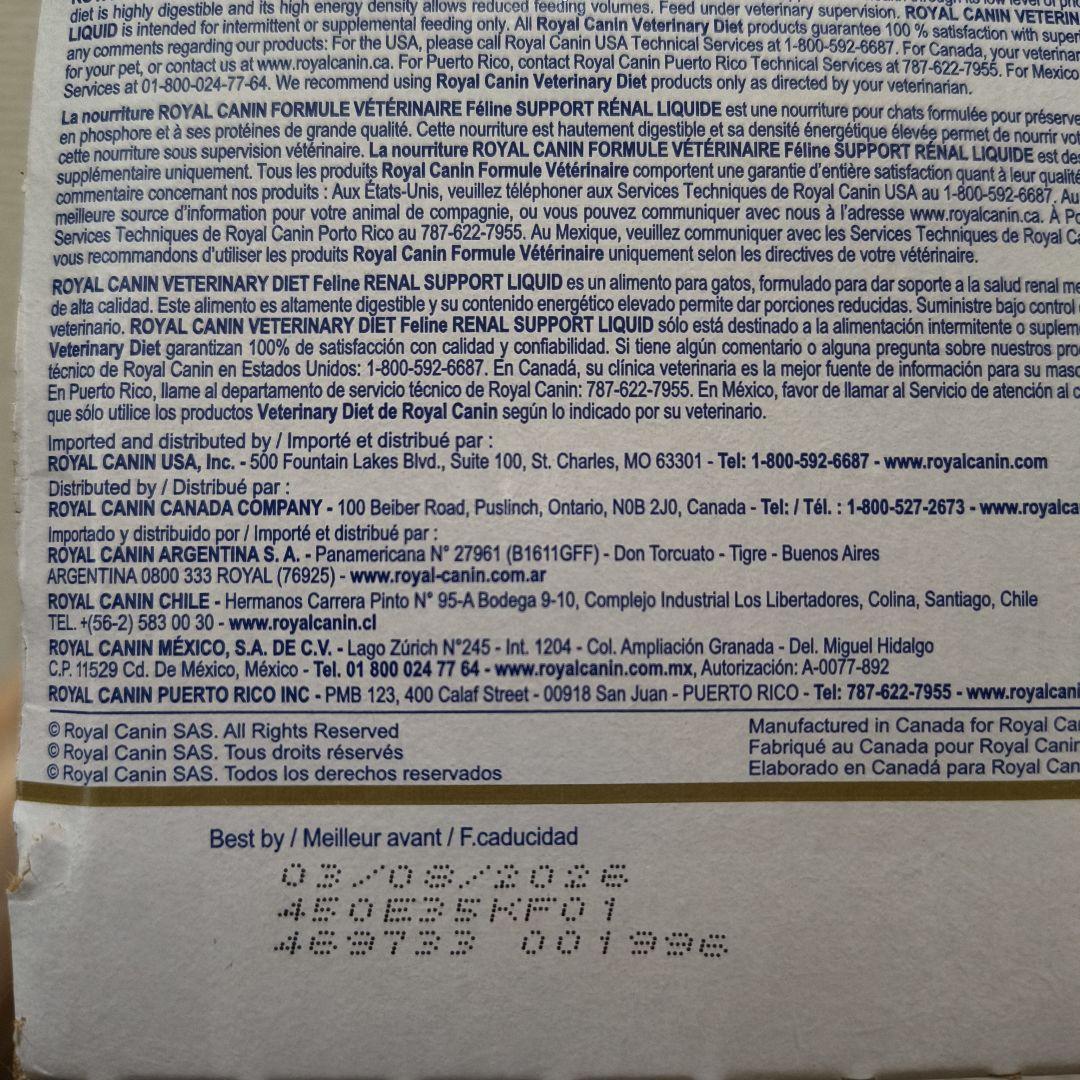 diet is highly digestible and its high energy density allows reduced feeding volumes. Feed under veterinary supervision. ROYAL CANIN VETERIN
LIQUID is intended for intermittent or supplemental feeding only. All Royal Canin Veterinary Diet products guarantee 100 % satisfaction with superi
any comments regarding our products: For the USA, please call Royal Canin USA Technical Services at 1-800-592-6687. For Canada, your veterinar
for your pet, or contact us at www.royalcanin.ca. For Puerto Rico, contact Royal Canin Puerto Rico Technical Services at 787-622-7955. For Mexico
Services at 01-800-024-77-64. We recommend using Royal Canin Veterinary Diet products only as directed by your veterinarian.
La nourriture ROYAL CANIN FORMULE VÉTÉRINAIRE Féline SUPPORT RÉNAL LIQUIDE est une nourriture pour chats formulée pour préserve
en phosphore et à ses protéines de grande qualité. Cette nourriture est hautement digestible et sa densité énergétique élevée permet de nourrir vot
cette nourriture sous supervision vétérinaire. La nourriture ROYAL CANIN FORMULE VÉTÉRINAIRE Féline SUPPORT RÉNAL LIQUIDE est des
supplémentaire uniquement. Tous les produits Royal Canin Formule Vétérinaire comportent une garantie d'entière satisfaction quant à leur qualité
commentaire concernant nos produits : Aux États-Unis, veuillez téléphoner aux Services Techniques de Royal Canin USA au 1-800-592-6687. Au
meilleure source d'information pour votre animal de compagnie, ou vous pouvez communiquer avec nous à l'adresse www.royalcanin.ca. À Po
Services Techniques de Royal Canin Porto Rico au 787-622-7955. Au Mexique, veuillez communiquer avec les Services Techniques de Royal Ca
vous recommandons d'utiliser les produits Royal Canin Formule Vétérinaire uniquement selon les directives de votre vétérinaire.
ROYAL CANIN VETERINARY DIET Feline RENAL SUPPORT LIQUID es un alimento para gatos, formulado para dar soporte a la salud renal me
de alta calidad. Este alimento es altamente digestible y su contenido energético elevado permite dar porciones reducidas. Suministre bajo control
veterinario. ROYAL CANIN VETERINARY DIET Feline RENAL SUPPORT LIQUID sólo está destinado a la alimentación intermitente o suplem
Veterinary Diet garantizan 100% de satisfacción con calidad y confiabilidad. Si tiene algún comentario o alguna pregunta sobre nuestros pro
técnico de Royal Canin en Estados Unidos: 1-800-592-6687. En Canadá, su clínica veterinaria es la mejor fuente de información para su masc
En Puerto Rico, llame al departamento de servicio técnico de Royal Canin: 787-622-7955. En México, favor de llamar al Servicio de atención al c
que sólo utilice los productos Veterinary Diet de Royal Canin según lo indicado por su veterinario.
Imported and distributed by / Importé et distribué par :
ROYAL CANIN USA, Inc. - 500 Fountain Lakes Blvd., Suite 100, St. Charles, MO 63301 - Tel: 1-800-592-6687 - www.royalcanin.com
Distributed by / Distribué par :
ROYAL CANIN CANADA COMPANY - 100 Beiber Road, Puslinch, Ontario, N0B 2J0, Canada - Tel: / Tél. : 1-800-527-2673 - www.royalca
Importado y distribuido por / Importé et distribué par :
ROYAL CANIN ARGENTINA S. A. - Panamericana N° 27961 (B1611GFF) - Don Torcuato - Tigre - Buenos Aires
ARGENTINA 0800 333 ROYAL (76925) - www.royal-canin.com.ar
ROYAL CANIN CHILE - Hermanos Carrera Pinto N° 95-A Bodega 9-10, Complejo Industrial Los Libertadores, Colina, Santiago, Chile
TEL. +(56-2) 583 00 30 - www.royalcanin.cl
ROYAL CANIN MÉXICO, S.A. DE C.V. - Lago Zúrich N°245 - Int. 1204 - Col. Ampliación Granada - Del. Miguel Hidalgo
C.P. 11529 Cd. De México, México - Tel. 01 800 024 77 64 - www.royalcanin.com.mx, Autorización: A-0077-892
ROYAL CANIN PUERTO RICO INC - PMB 123, 400 Calaf Street - 00918 San Juan - PUERTO RICO - Tel: 787-622-7955 - www.royalcani
© Royal Canin SAS. All Rights Reserved
© Royal Canin SAS. Tous droits réservés
© Royal Canin SAS. Todos los derechos reservados
Manufactured in Canada for Royal Ca
Fabriqué au Canada pour Royal Canin
Elaborado en Canadá para Royal Can
Best by / Meilleur avant / F.caducidad
03/08/2026
450E35KF01
469733 001996